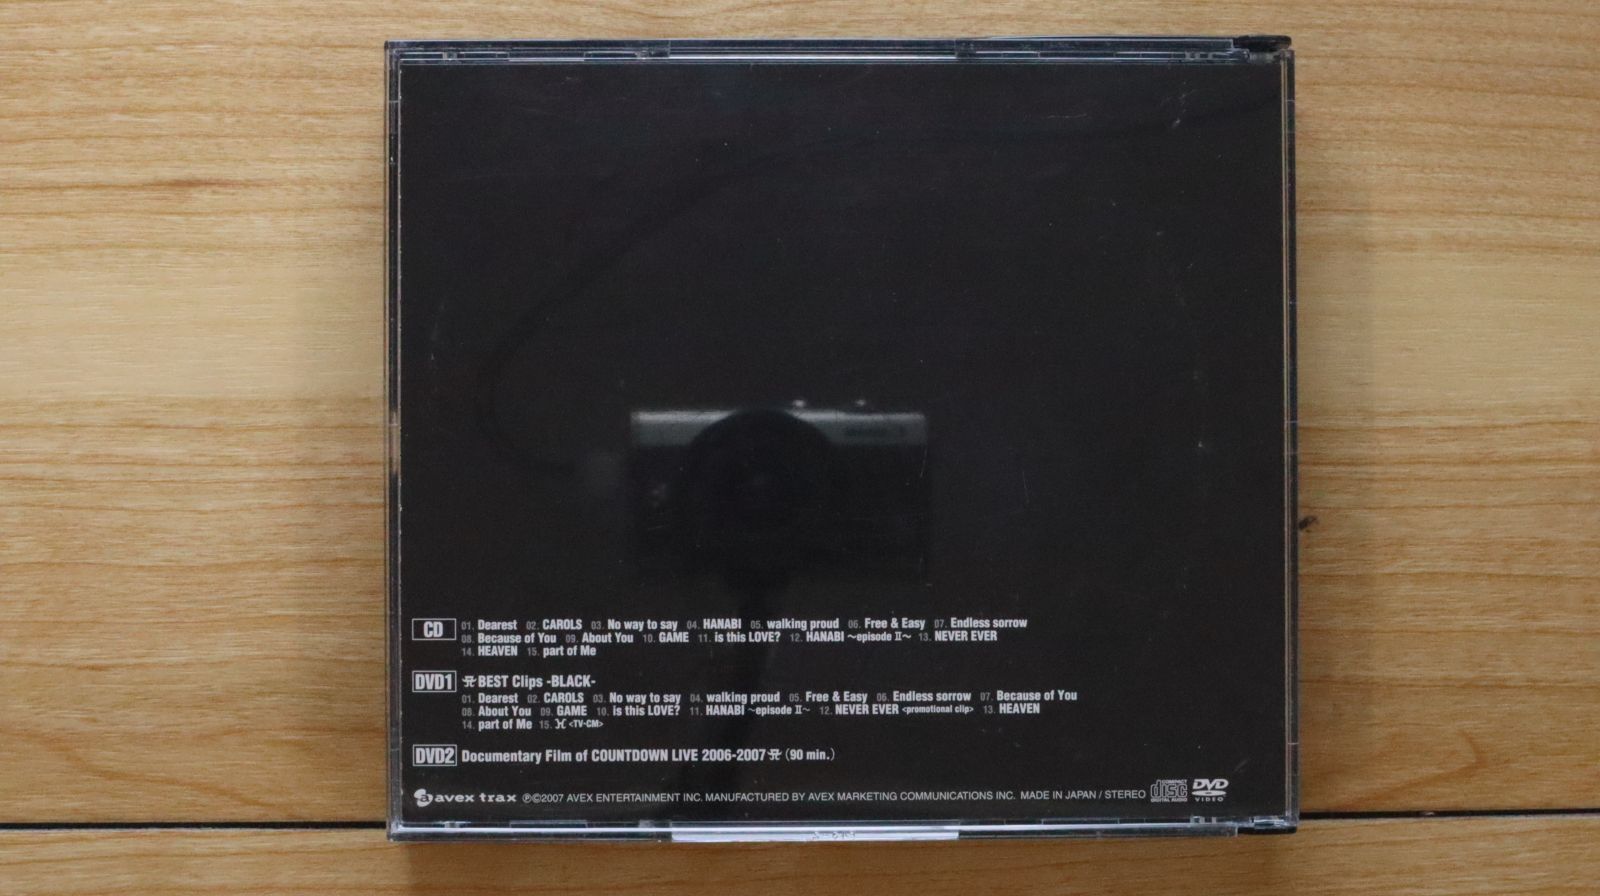 CD 01. Dearest 02. CAROLS 03. No way to say 04. HANABI 05. walking proud 06. Free & Easy 07. Endless sorrow
08. Because of You 09. About You 10. GAME 11. is this LOVE? 12. HANABI ～episode Ⅱ～ 13. NEVER EVER
14. HEAVEN 15. part of Me
DVD1 BEST Clips -BLACK-
01. Dearest 02. CAROLS 03. No way to say 04. walking proud 05. Free & Easy 06. Endless sorrow 07. Because of You
08. About You 09. GAME 10. is this LOVE? 11. HANABI ～episode Ⅱ～ 12. NEVER EVER <promotional clip> 13. HEAVEN
14. part of Me 15. <TV-CM>
DVD2 Documentary Film of COUNTDOWN LIVE 2006-2007 (90 min.)
avex trax ℗©2007 AVEX ENTERTAINMENT INC. MANUFACTURED BY AVEX MARKETING COMMUNICATIONS INC. MADE IN JAPAN / STEREO COMPACT disc DIGITAL AUDIO DVD VIDEO